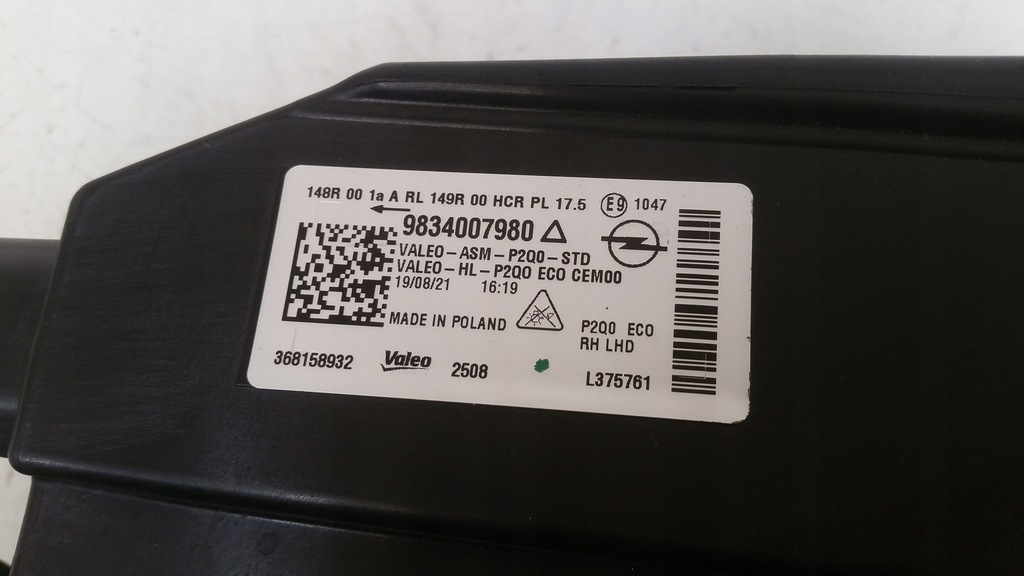 148R 00 1a A RL 149R 00 HCR PL 17.5 E9 1047
9834007980
VALEO-ASM-P2Q0-STD
VALEO-HL-P2QO ECO CEM00
19/08/21 16:19
MADE IN POLAND
P2Q0 ECO
RH LHD
368158932 Valeo 2508 L375761